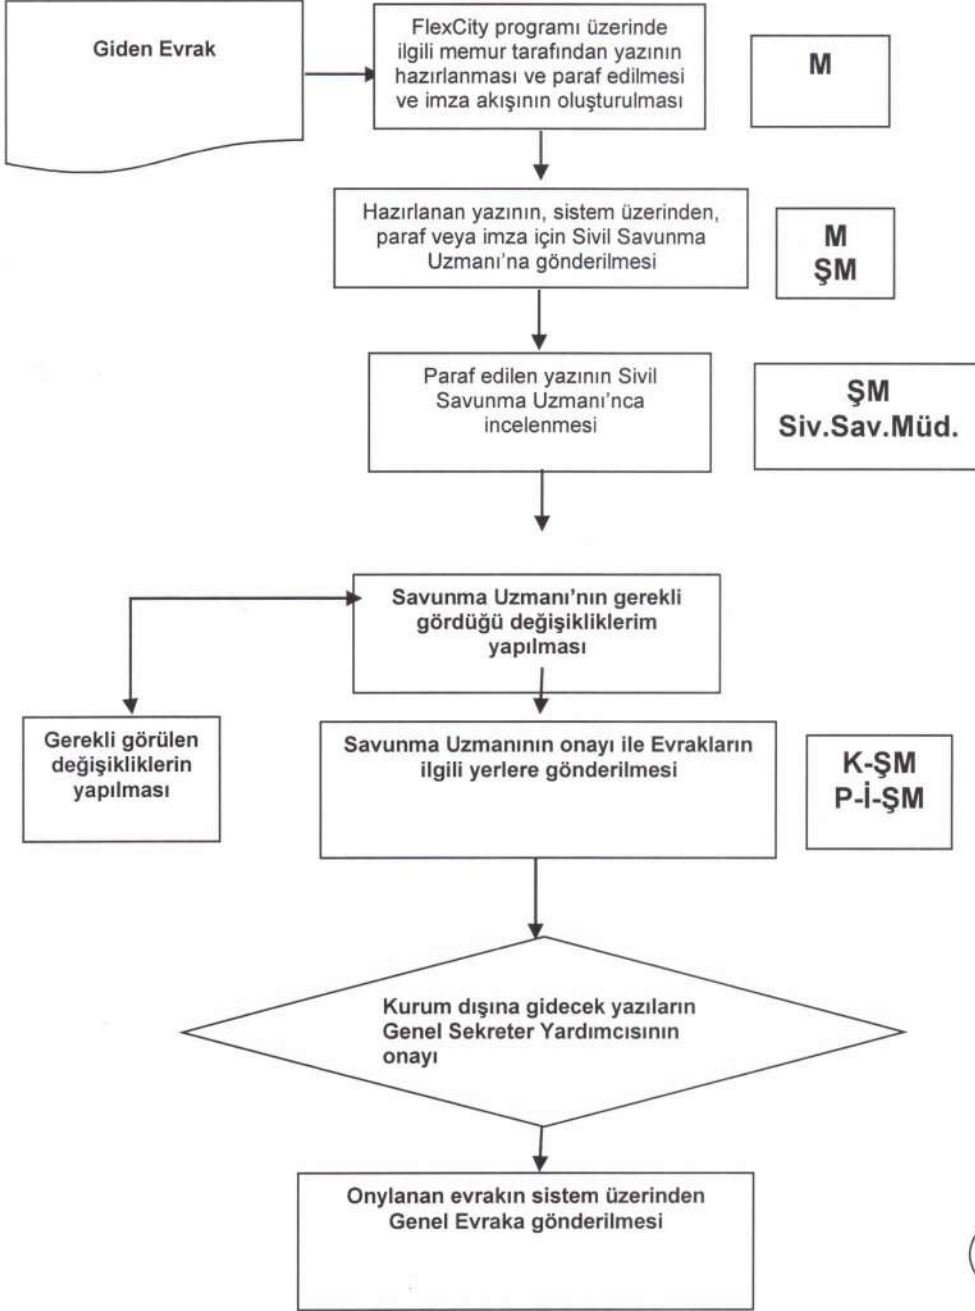 Giden Evrak
FlexCity programı üzerinde
ilgili memur tarafından yazının
hazırlanması ve paraf edilmesi
ve imza akışının oluşturulması
M
Hazırlanan yazının, sistem üzerinden,
paraf veya imza için Sivil Savunma
Uzmanı'na gönderilmesi
M
ŞM
Paraf edilen yazının Sivil
Savunma Uzmanı'nca
incelenmesi
ŞM
Siv.Sav.Müd.
Savunma Uzmanı'nın gerekli
gördüğü değişikliklerim
yapılması
Gerekli görülen
değişikliklerin
yapılması
Savunma Uzmanının onayı ile Evrakların
ilgili yerlere gönderilmesi
K-ŞM
P-İ-ŞM
Kurum dışına gidecek yazıların
Genel Sekreter Yardımcısının
onayı
Onylanan evrakın sistem üzerinden
Genel Evraka gönderilmesi